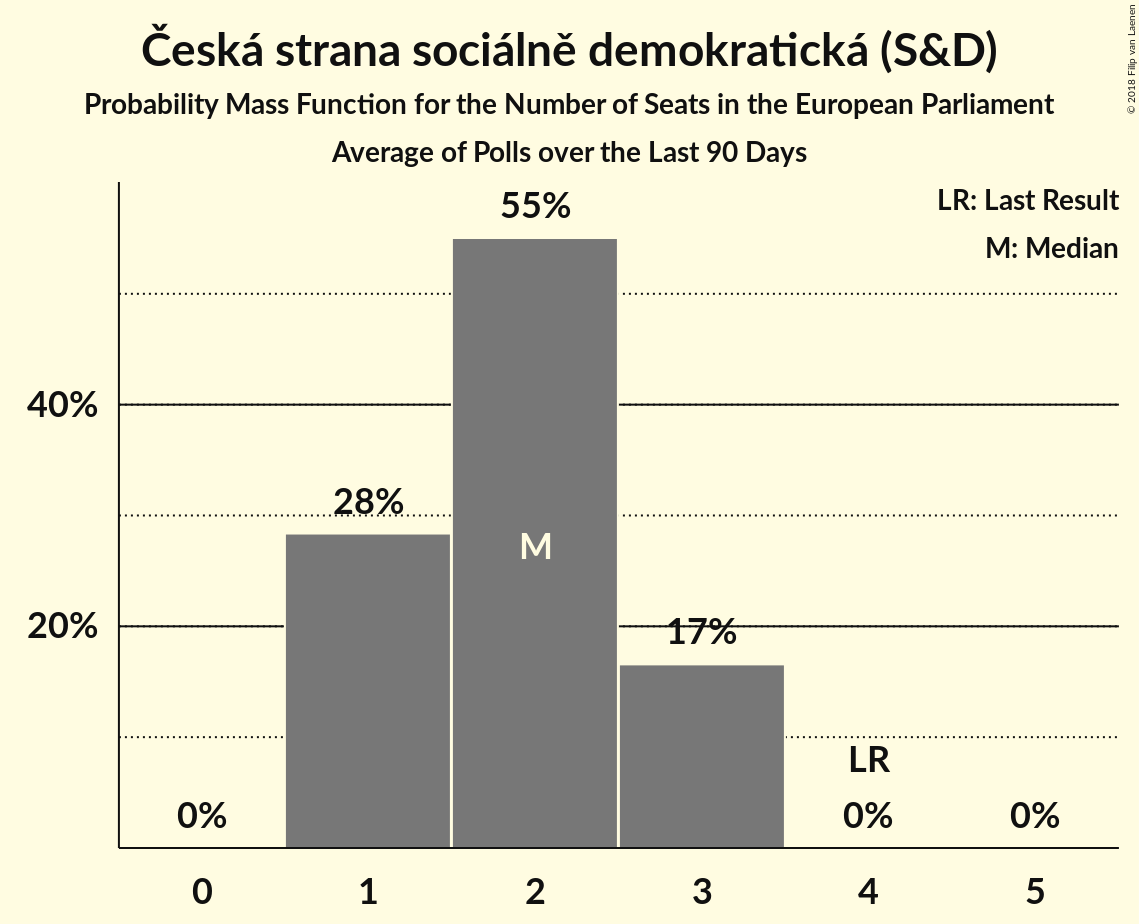 Česká strana sociálně demokratická (S&D)
Probability Mass Function for the Number of Seats in the European Parliament
Average of Polls over the Last 90 Days
© 2018 Filip van Laenen
LR: Last Result
M: Median
55%
40%
28%
M
20%
17%
LR
0%
0%
0%
0
1
2
3
4
5